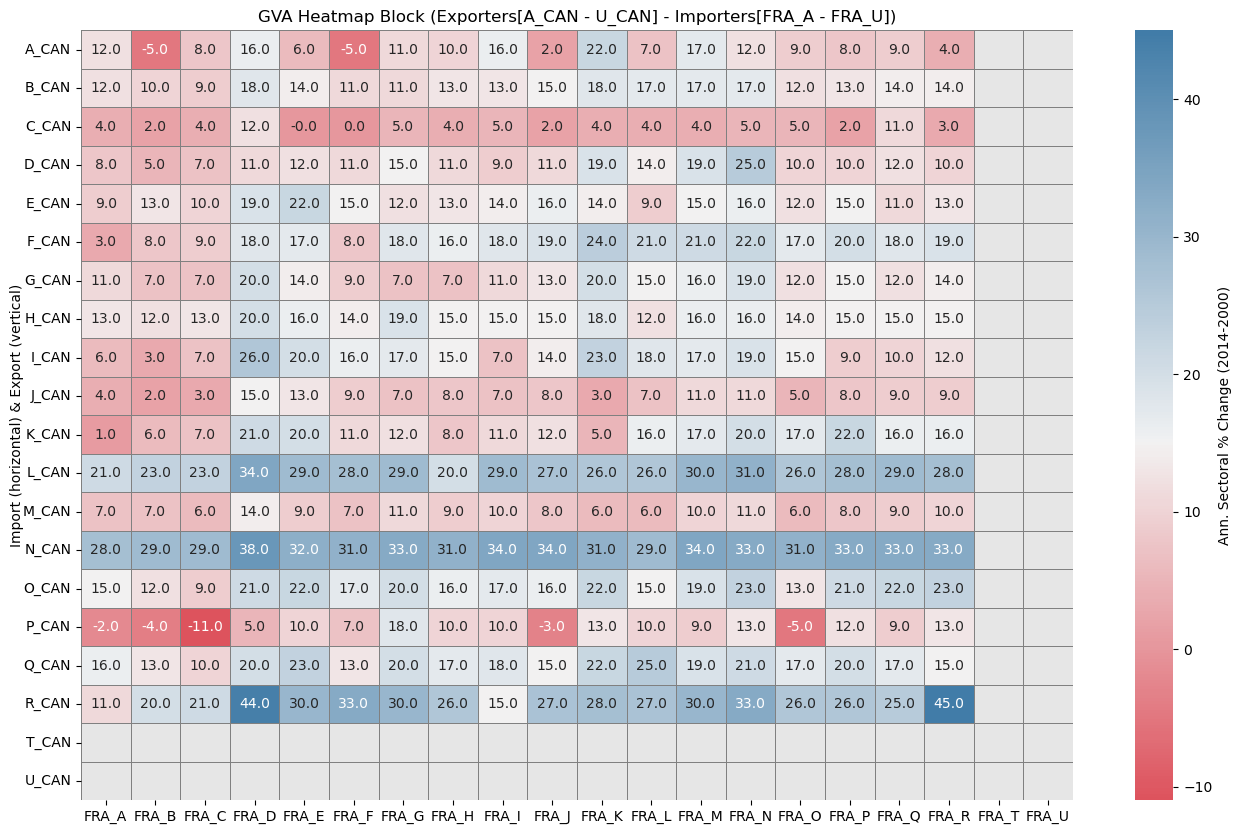 GVA Heatmap Block (Exporters[A_CAN - U_CAN] - Importers[FRA_A - FRA_U])
Import (horizontal) & Export (vertical)
A_CAN 12.0 -5.0 8.0 16.0 6.0 -5.0 11.0 10.0 16.0 2.0 22.0 7.0 17.0 12.0 9.0 8.0 9.0 4.0
B_CAN 12.0 10.0 9.0 18.0 14.0 11.0 11.0 13.0 13.0 15.0 18.0 17.0 17.0 17.0 12.0 13.0 14.0 14.0
C_CAN 4.0 2.0 4.0 12.0 -0.0 0.0 5.0 4.0 5.0 2.0 4.0 4.0 4.0 5.0 5.0 2.0 11.0 3.0
D_CAN 8.0 5.0 7.0 11.0 12.0 11.0 15.0 11.0 9.0 11.0 19.0 14.0 19.0 25.0 10.0 10.0 12.0 10.0
E_CAN 9.0 13.0 10.0 19.0 22.0 15.0 12.0 13.0 14.0 16.0 14.0 9.0 15.0 16.0 12.0 15.0 11.0 13.0
F_CAN 3.0 8.0 9.0 18.0 17.0 8.0 18.0 16.0 18.0 19.0 24.0 21.0 21.0 22.0 17.0 20.0 18.0 19.0
G_CAN 11.0 7.0 7.0 20.0 14.0 9.0 7.0 7.0 11.0 13.0 20.0 15.0 16.0 19.0 12.0 15.0 12.0 14.0
H_CAN 13.0 12.0 13.0 20.0 16.0 14.0 19.0 15.0 15.0 15.0 18.0 12.0 16.0 16.0 14.0 15.0 15.0 15.0
I_CAN 6.0 3.0 7.0 26.0 20.0 16.0 17.0 15.0 7.0 14.0 23.0 18.0 17.0 19.0 15.0 9.0 10.0 12.0
J_CAN 4.0 2.0 3.0 15.0 13.0 9.0 7.0 8.0 7.0 8.0 3.0 7.0 11.0 11.0 5.0 8.0 9.0 9.0
K_CAN 1.0 6.0 7.0 21.0 20.0 11.0 12.0 8.0 11.0 12.0 5.0 16.0 17.0 20.0 17.0 22.0 16.0 16.0
L_CAN 21.0 23.0 23.0 34.0 29.0 28.0 29.0 20.0 29.0 27.0 26.0 26.0 30.0 31.0 26.0 28.0 29.0 28.0
M_CAN 7.0 7.0 6.0 14.0 9.0 7.0 11.0 9.0 10.0 8.0 6.0 6.0 10.0 11.0 6.0 8.0 9.0 10.0
N_CAN 28.0 29.0 29.0 38.0 32.0 31.0 33.0 31.0 34.0 34.0 31.0 29.0 34.0 33.0 31.0 33.0 33.0 33.0
O_CAN 15.0 12.0 9.0 21.0 22.0 17.0 20.0 16.0 17.0 16.0 22.0 15.0 19.0 23.0 13.0 21.0 22.0 23.0
P_CAN -2.0 -4.0 -11.0 5.0 10.0 7.0 18.0 10.0 10.0 -3.0 13.0 10.0 9.0 13.0 -5.0 12.0 9.0 13.0
Q_CAN 16.0 13.0 10.0 20.0 23.0 13.0 20.0 17.0 18.0 15.0 22.0 25.0 19.0 21.0 17.0 20.0 17.0 15.0
R_CAN 11.0 20.0 21.0 44.0 30.0 33.0 30.0 26.0 15.0 27.0 28.0 27.0 30.0 33.0 26.0 26.0 25.0 45.0
T_CAN
U_CAN
FRA_A FRA_B FRA_C FRA_D FRA_E FRA_F FRA_G FRA_H FRA_I FRA_J FRA_K FRA_L FRA_M FRA_N FRA_O FRA_P FRA_Q FRA_R FRA_T FRA_U
40
30
20
10
0
−10
Ann. Sectoral % Change (2014-2000)